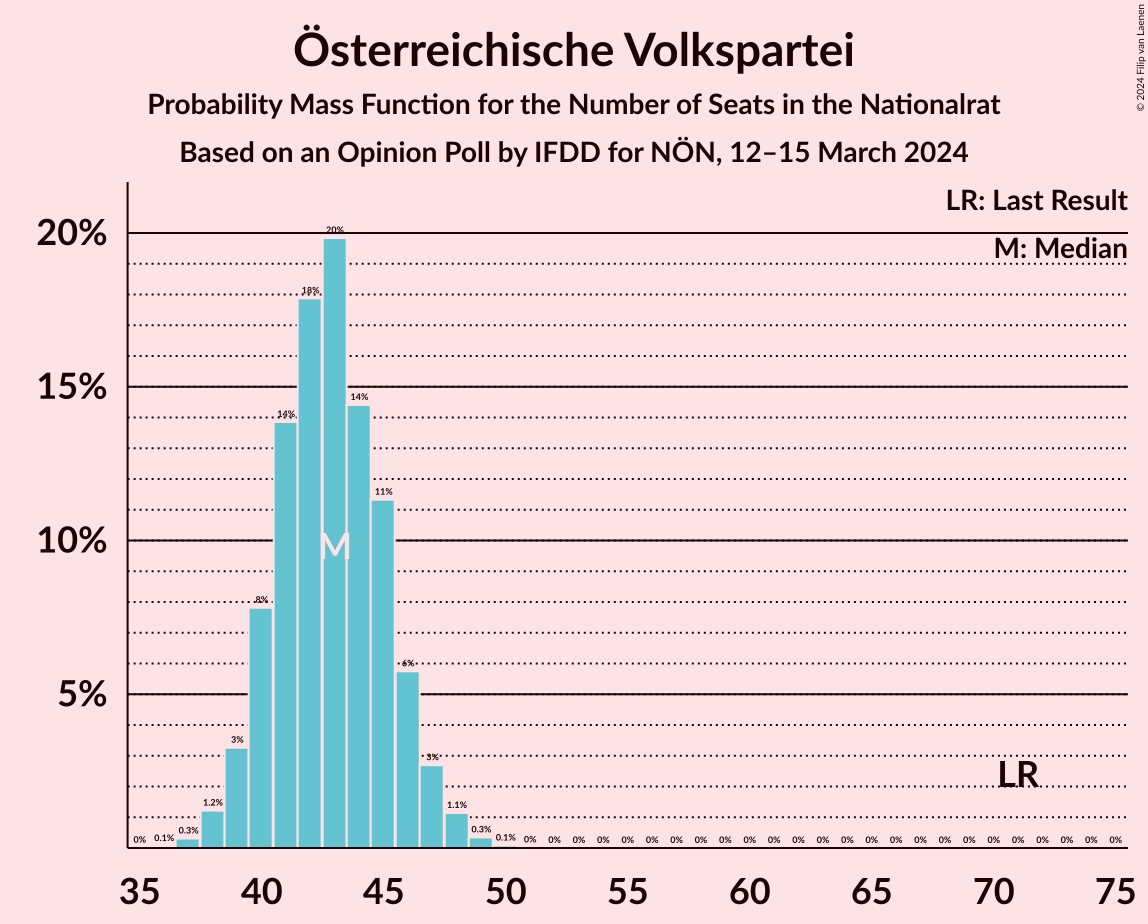 Österreichische Volkspartei
Probability Mass Function for the Number of Seats in the Nationalrat
Based on an Opinion Poll by IFDD for NÖN, 12–15 March 2024
© 2024 Filip van Laenen
LR: Last Result
M: Median
20%
15%
10%
5%
0% 0.1% 0.3% 1.2% 3% 8% 14% 18% 20% 14% 11% 6% 3% 1.1% 0.3% 0.1% 0% 0% 0% 0% 0% 0% 0% 0% 0% 0% 0% 0% 0% 0% 0% 0% 0% 0% 0% 0% 0% 0% 0% 0% 0%
M
LR
35 40 45 50 55 60 65 70 75